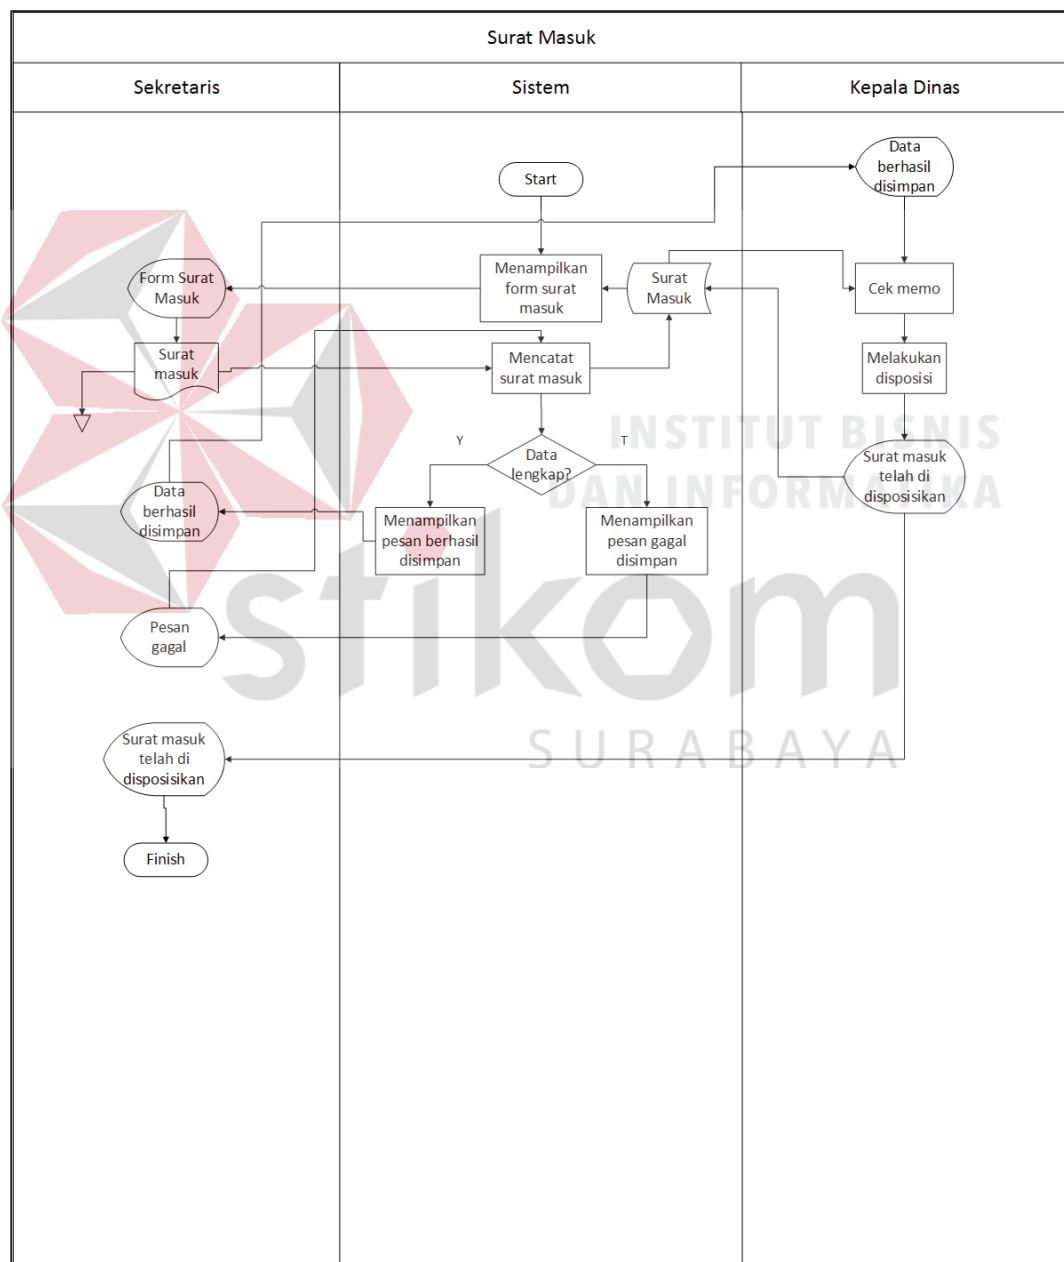 Surat Masuk
Sekretaris
Sistem
Kepala Dinas
Start
Data
berhasil
disimpan
Form Surat
Masuk
Menampilkan
form surat
masuk
Surat
Masuk
Cek memo
Surat
masuk
Mencatat
surat masuk
Melakukan
disposisi
Y
T
Data
lengkap?
Surat masuk
telah di
disposisikan
Data
berhasil
disimpan
Menampilkan
pesan berhasil
disimpan
Menampilkan
pesan gagal
disimpan
Pesan
gagal
Surat masuk
telah di
disposisikan
Finish
INSTITUT BISNIS
DAN INFORMATIKA
stikom
SURABAYA